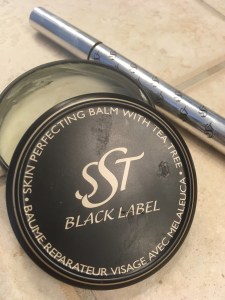 SKIN PERFECTING BALM WITH TEA TREE •
SST
BLACK LABEL
BAUME REPARATEUR VISAGE AVEC MELALEUCA •